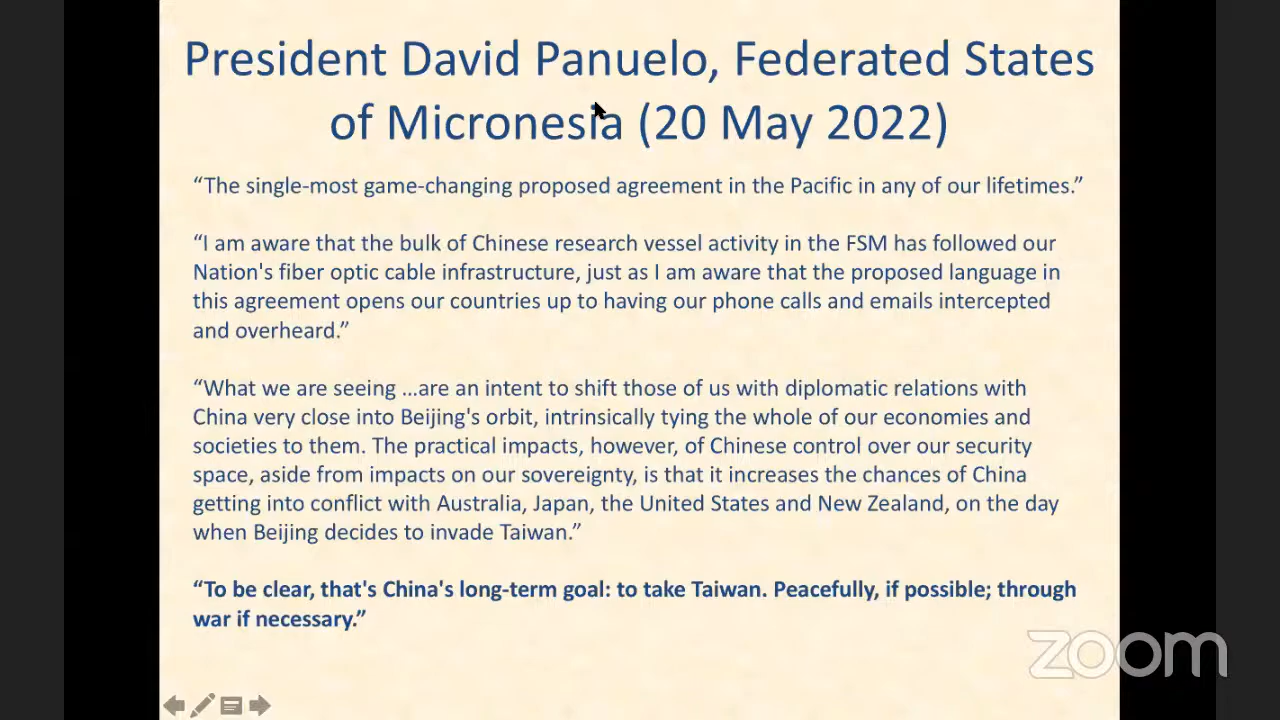 President David Panuelo, Federated States
of Micronesia (20 May 2022)
“The single-most game-changing proposed agreement in the Pacific in any of our lifetimes.”
“I am aware that the bulk of Chinese research vessel activity in the FSM has followed our
Nation's fiber optic cable infrastructure, just as I am aware that the proposed language in
this agreement opens our countries up to having our phone calls and emails intercepted
and overheard.”
“What we are seeing …are an intent to shift those of us with diplomatic relations with
China very close into Beijing's orbit, intrinsically tying the whole of our economies and
societies to them. The practical impacts, however, of Chinese control over our security
space, aside from impacts on our sovereignty, is that it increases the chances of China
getting into conflict with Australia, Japan, the United States and New Zealand, on the day
when Beijing decides to invade Taiwan.”
“To be clear, that's China's long-term goal: to take Taiwan. Peacefully, if possible; through
war if necessary.”
zoom